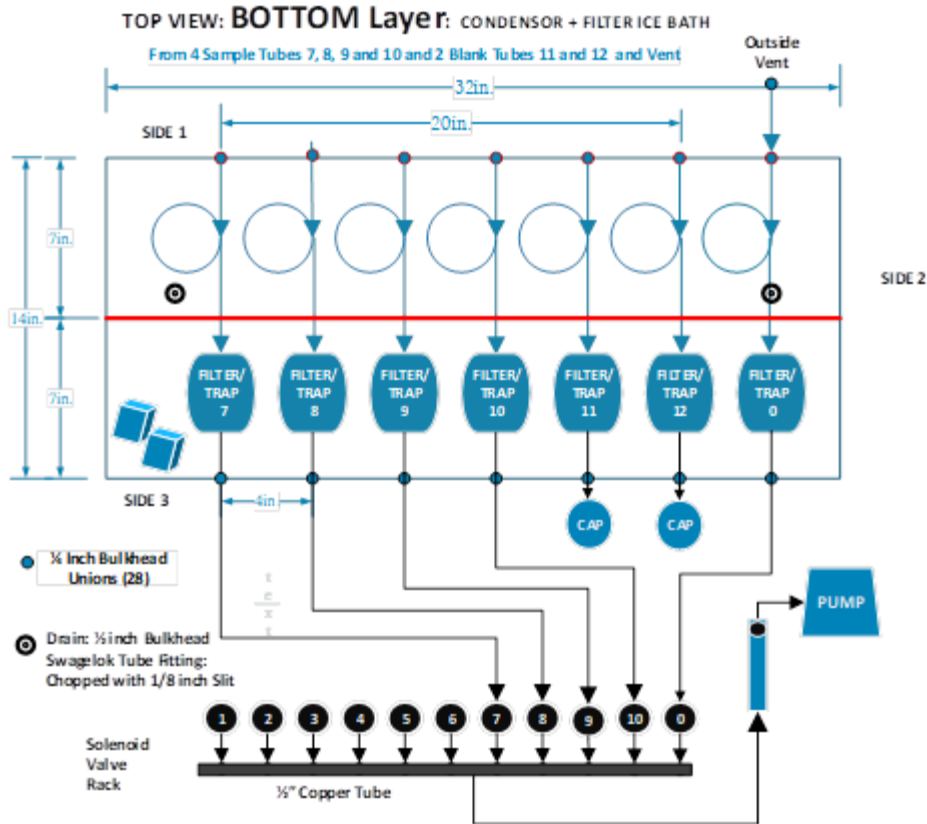 TOP VIEW: BOTTOM Layer: CONDENSOR + FILTER ICE BATH
From 4 Sample Tubes 7, 8, 9 and 10 and 2 Blank Tubes 11 and 12 and Vent
Outside
Vent
32in.
20in.
SIDE 1
7in.
14in.
SIDE 2
7in.
FILTER/
TRAP
7
FILTER/
TRAP
8
FILTER/
TRAP
9
FILTER/
TRAP
10
FILTER/
TRAP
11
FILTER/
TRAP
12
FILTER/
TRAP
0
SIDE 3
4in
CAP
CAP
¼ Inch Bulkhead
Unions (28)
t
e
x
t
PUMP
Drain: ½ inch Bulkhead
Swagelok Tube Fitting:
Chopped with 1/8 inch Slit
1 2 3 4 5 6 7 8 9 10 0
Solenoid
Valve
Rack
½" Copper Tube